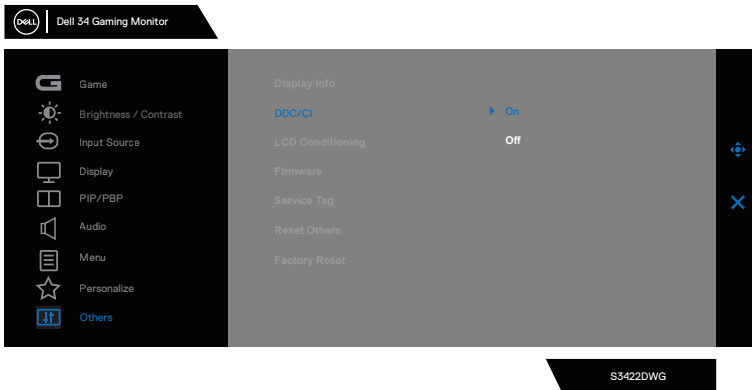 DELL Dell 34 Gaming Monitor
Game
Display Info
Brightness / Contrast
DDC/CI
On
Input Source
LCD Conditioning
Off
Display
Firmware
PIP/PBP
Service Tag
Audio
Reset Others
Menu
Factory Reset
Personalize
Others
S3422DWG